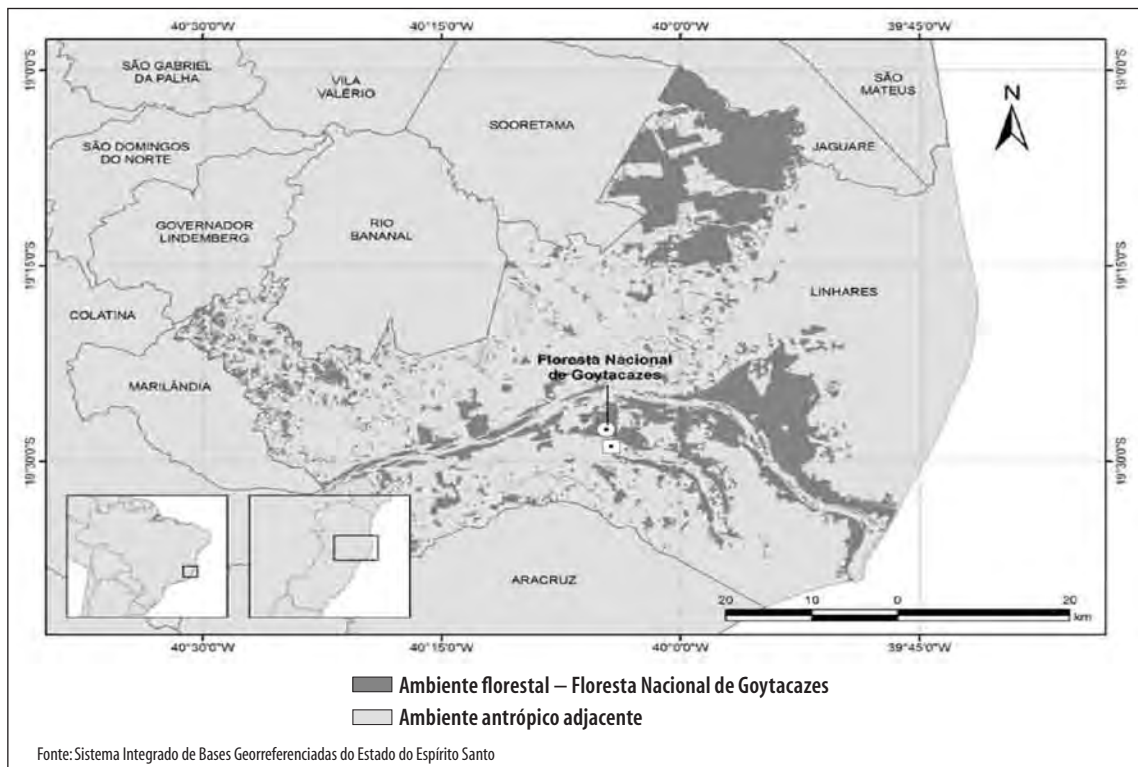 40°30'0"W
40°15'0"W
40°0'0"W
39°45'0"W
19°0'0"S
19°0'0"S
SÃO GABRIEL
DA PALHA
VILA
VALÉRIO
SÃO
MATEUS
N
SOORETAMA
SÃO DOMINGOS
DO NORTE
JAGUARÉ
GOVERNADOR
LINDEMBERG
RIO
BANANAL
19°15'0"S
19°15'0"S
LINHARES
COLATINA
Floresta Nacional
de Goytacazes
MARILÂNDIA
19°30'0"S
19°30'0"S
ARACRUZ
20
10
0
20
km
40°30'0"W
40°15'0"W
40°0'0"W
39°45'0"W
Ambiente florestal – Floresta Nacional de Goytacazes
Ambiente antrópico adjacente
Fonte: Sistema Integrado de Bases Georreferenciadas do Estado do Espírito Santo